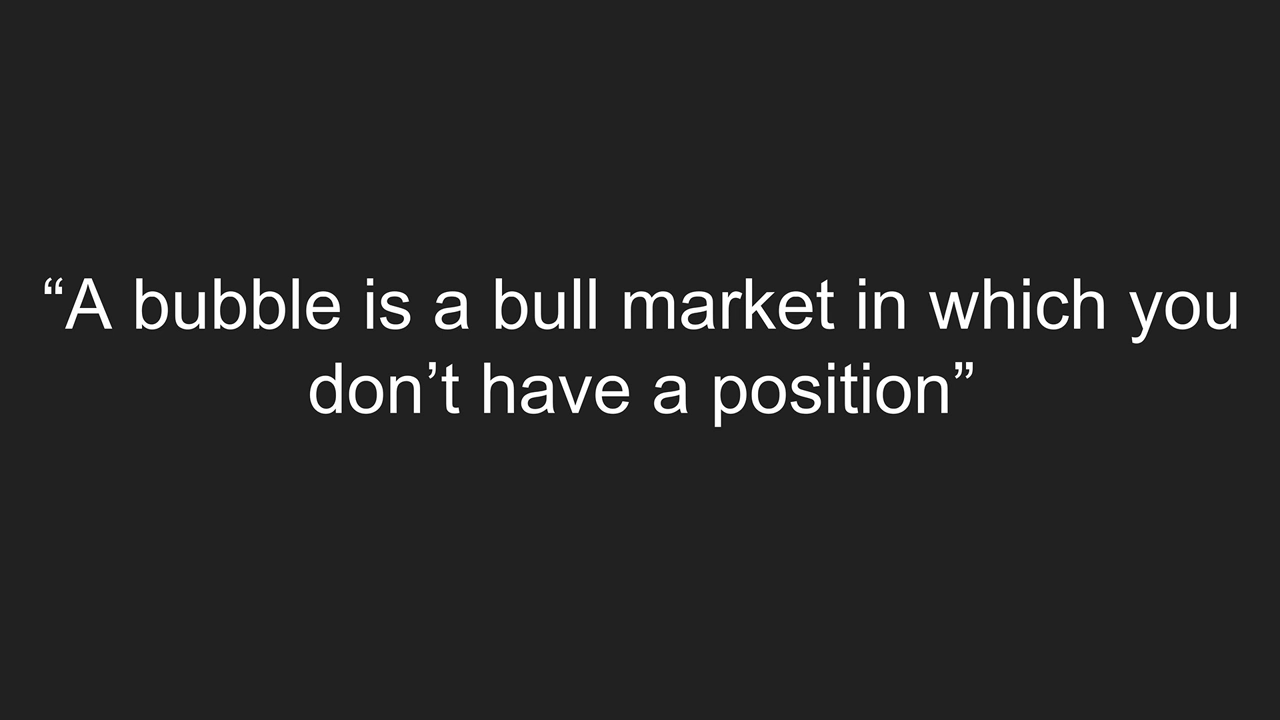 “A bubble is a bull market in which you
don’t have a position”